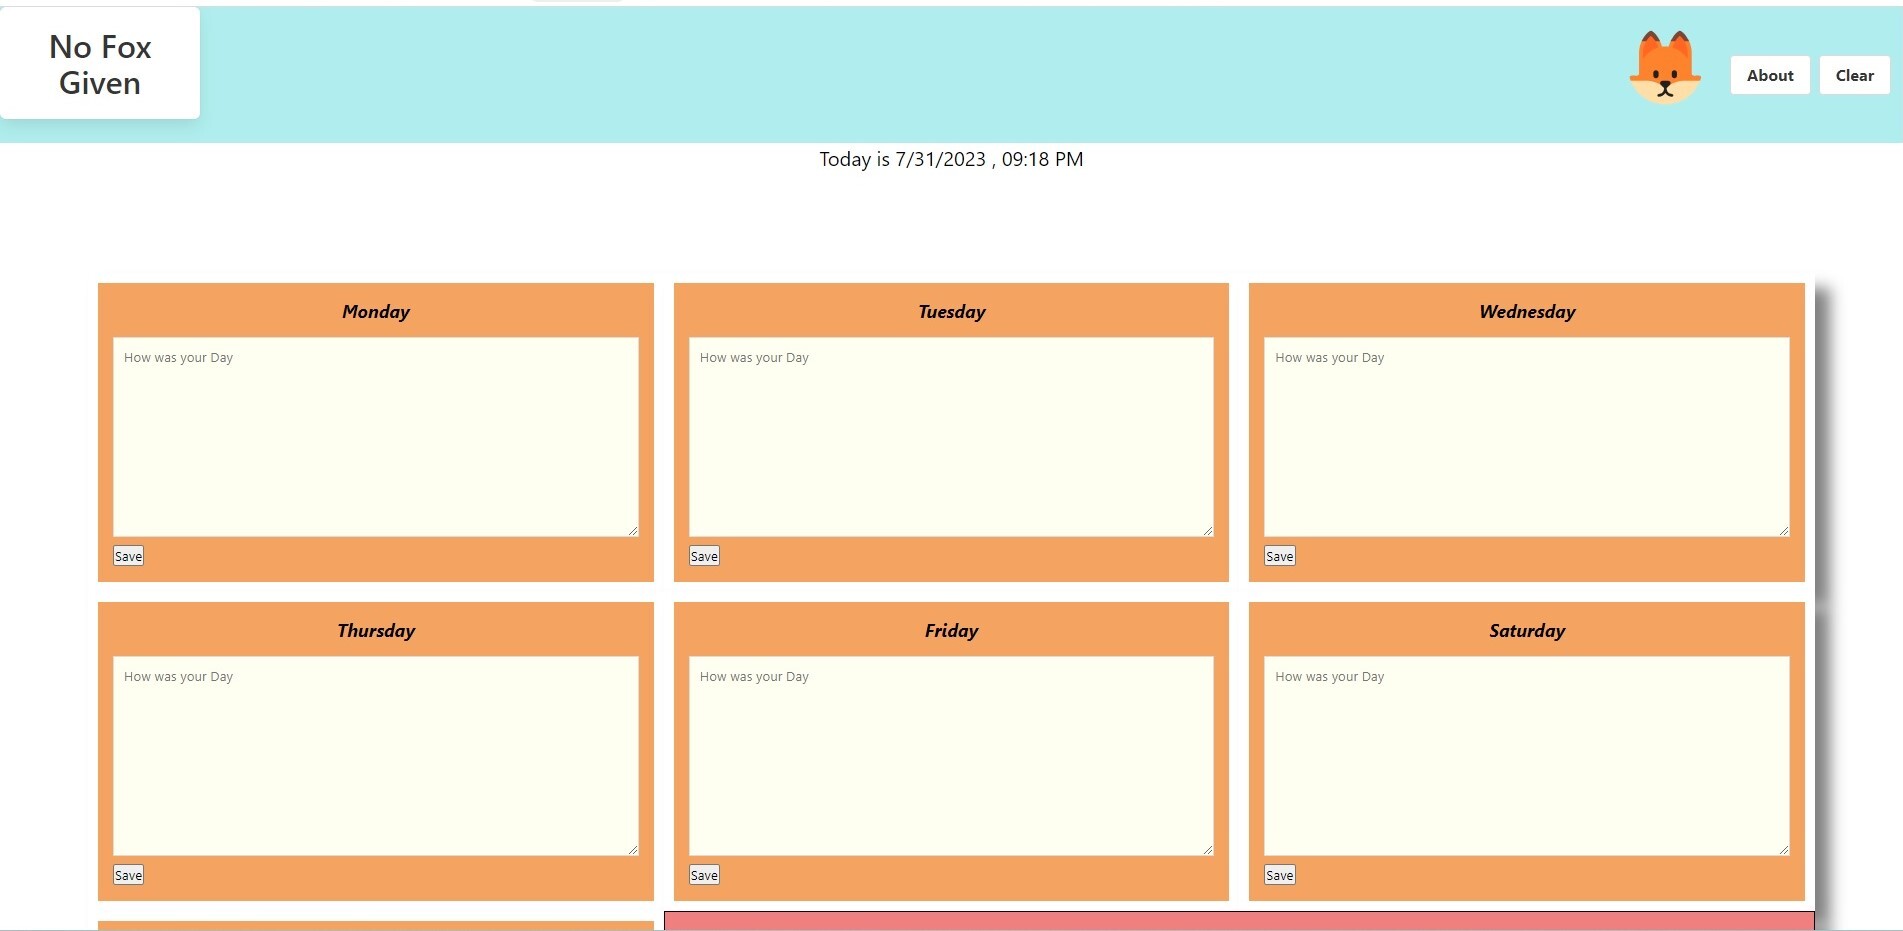 No Fox
Given
About
Clear
Today is 7/31/2023 , 09:18 PM
Monday
Tuesday
Wednesday
How was your Day
How was your Day
How was your Day
Save
Save
Save
Thursday
Friday
Saturday
How was your Day
How was your Day
How was your Day
Save
Save
Save